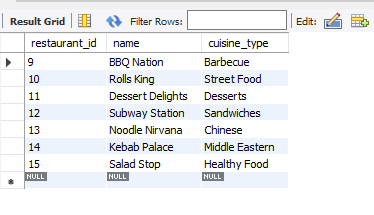 Result Grid Filter Rows: Edit:
restaurant_id name cuisine_type
9 BBQ Nation Barbecue
10 Rolls King Street Food
11 Dessert Delights Desserts
12 Subway Station Sandwiches
13 Noodle Nirvana Chinese
14 Kebab Palace Middle Eastern
15 Salad Stop Healthy Food
NULL NULL NULL